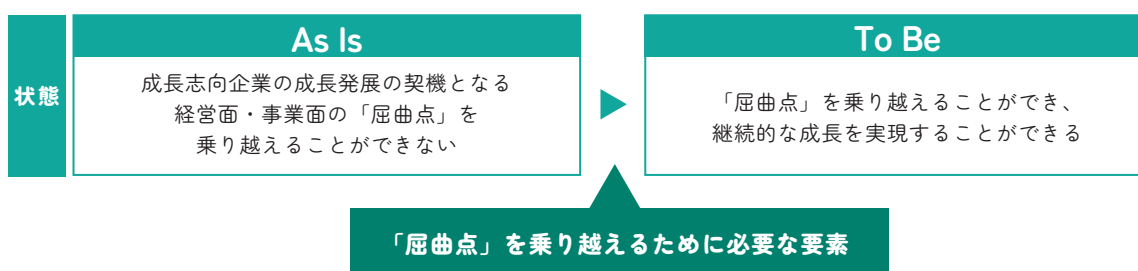 状態
As Is
成長志向企業の成長発展の契機となる
経営面・事業面の「屈曲点」を
乗り越えることができない
To Be
「屈曲点」を乗り越えることができ、
継続的な成長を実現することができる
「屈曲点」を乗り越えるために必要な要素